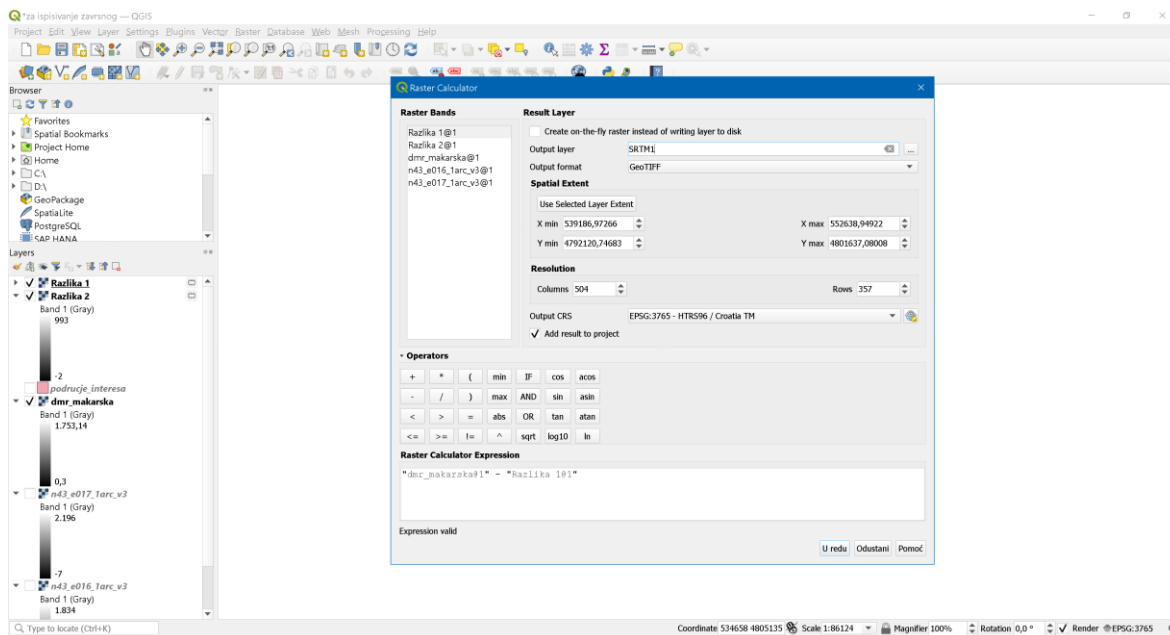 *za ispisivanje zavrsnog — QGIS
Project Edit View Layer Settings Plugins Vector Raster Database Web Mesh Processing Help
Browser
Favorites
Spatial Bookmarks
Project Home
Home
C:\
D:\
GeoPackage
SpatiaLite
PostgreSQL
SAP HANA
Layers
Razlika 1
Razlika 2
Band 1 (Gray)
993
-2
podrucje_interesa
dmr_makarska
Band 1 (Gray)
1.753,14
0,3
n43_e017_1arc_v3
Band 1 (Gray)
2.196
-7
n43_e016_1arc_v3
Band 1 (Gray)
1.834
Raster Calculator
Raster Bands
Razlika 1@1
Razlika 2@1
dmr_makarska@1
n43_e016_1arc_v3@1
n43_e017_1arc_v3@1
Result Layer
Create on-the-fly raster instead of writing layer to disk
Output layer SRTM1 ...
Output format GeoTIFF
Spatial Extent
Use Selected Layer Extent
X min 539186,97266 X max 552638,94922
Y min 4792120,74683 Y max 4801637,08008
Resolution
Columns 504 Rows 357
Output CRS EPSG:3765 - HTRS96 / Croatia TM
Add result to project
Operators
+ * ( min IF cos acos
- / ) max AND sin asin
< > = abs OR tan atan
<= >= != ^ sqrt log10 ln
Raster Calculator Expression
"dmr_makarska@1" - "Razlika 1@1"
Expression valid
U redu Odustani Pomoć
Type to locate (Ctrl+K) Coordinate 534658 4805135 Scale 1:86124 Magnifier 100% Rotation 0,0 ° Render EPSG:3765